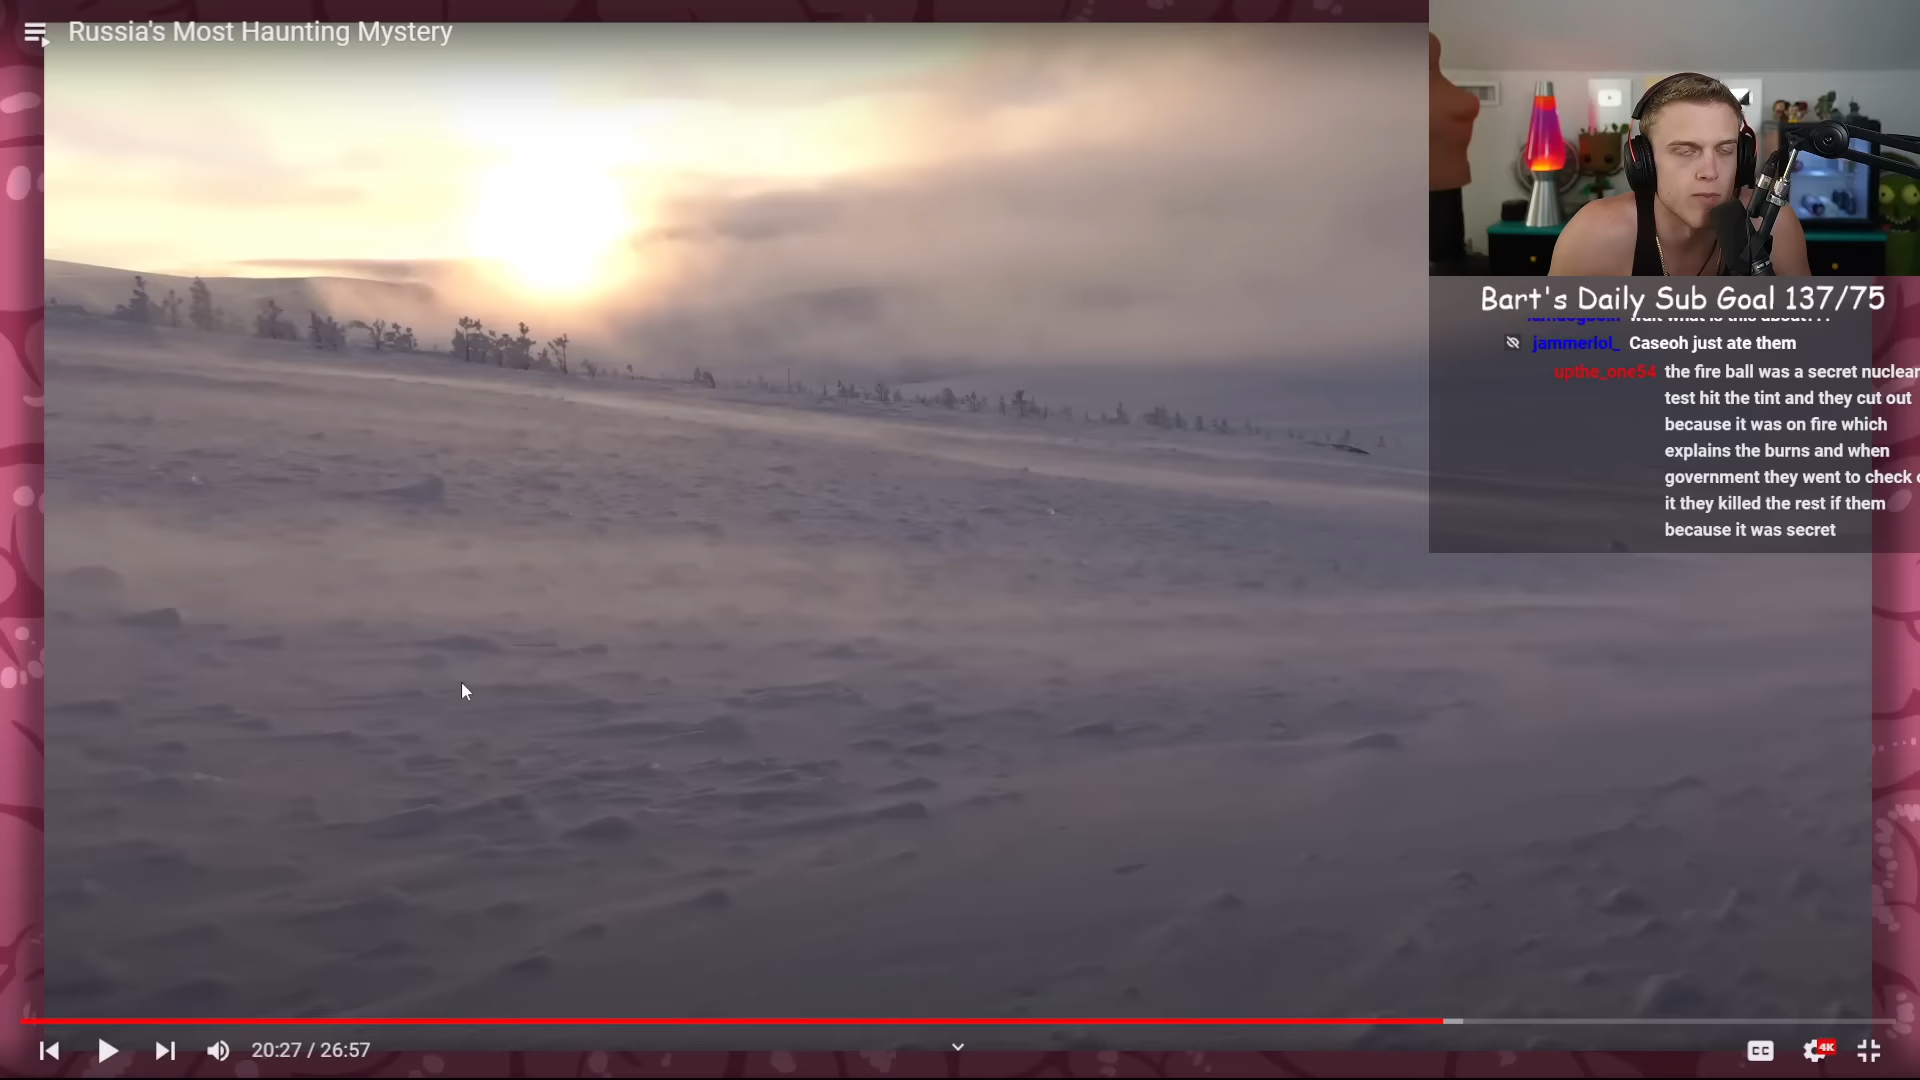 Russia's Most Haunting Mystery
Bart's Daily Sub Goal 137/75
jammerlol_ Caseoh just ate them
upthe_one54 the fire ball was a secret nuclear
test hit the tint and they cut out
because it was on fire which
explains the burns and when
government they went to check
it they killed the rest if them
because it was secret
20:27 / 26:57
CC
4K